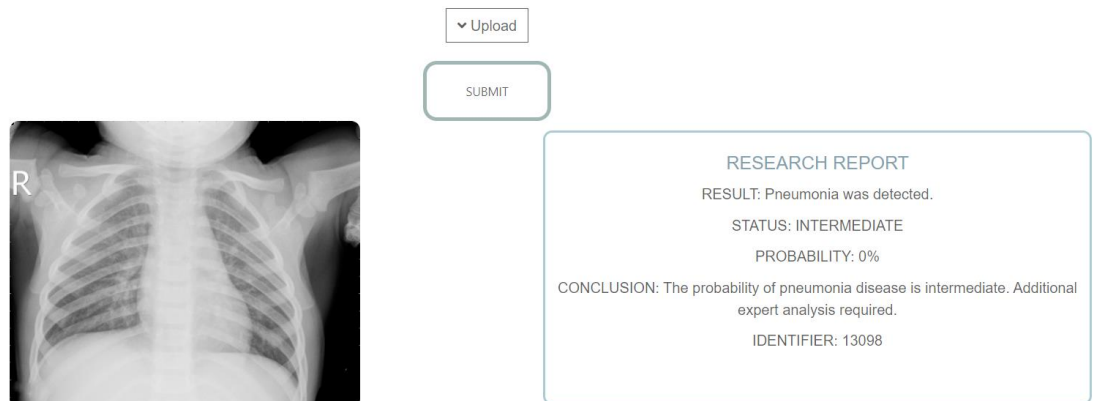 Upload
SUBMIT
R
RESEARCH REPORT
RESULT: Pneumonia was detected.
STATUS: INTERMEDIATE
PROBABILITY: 0%
CONCLUSION: The probability of pneumonia disease is intermediate. Additional
expert analysis required.
IDENTIFIER: 13098